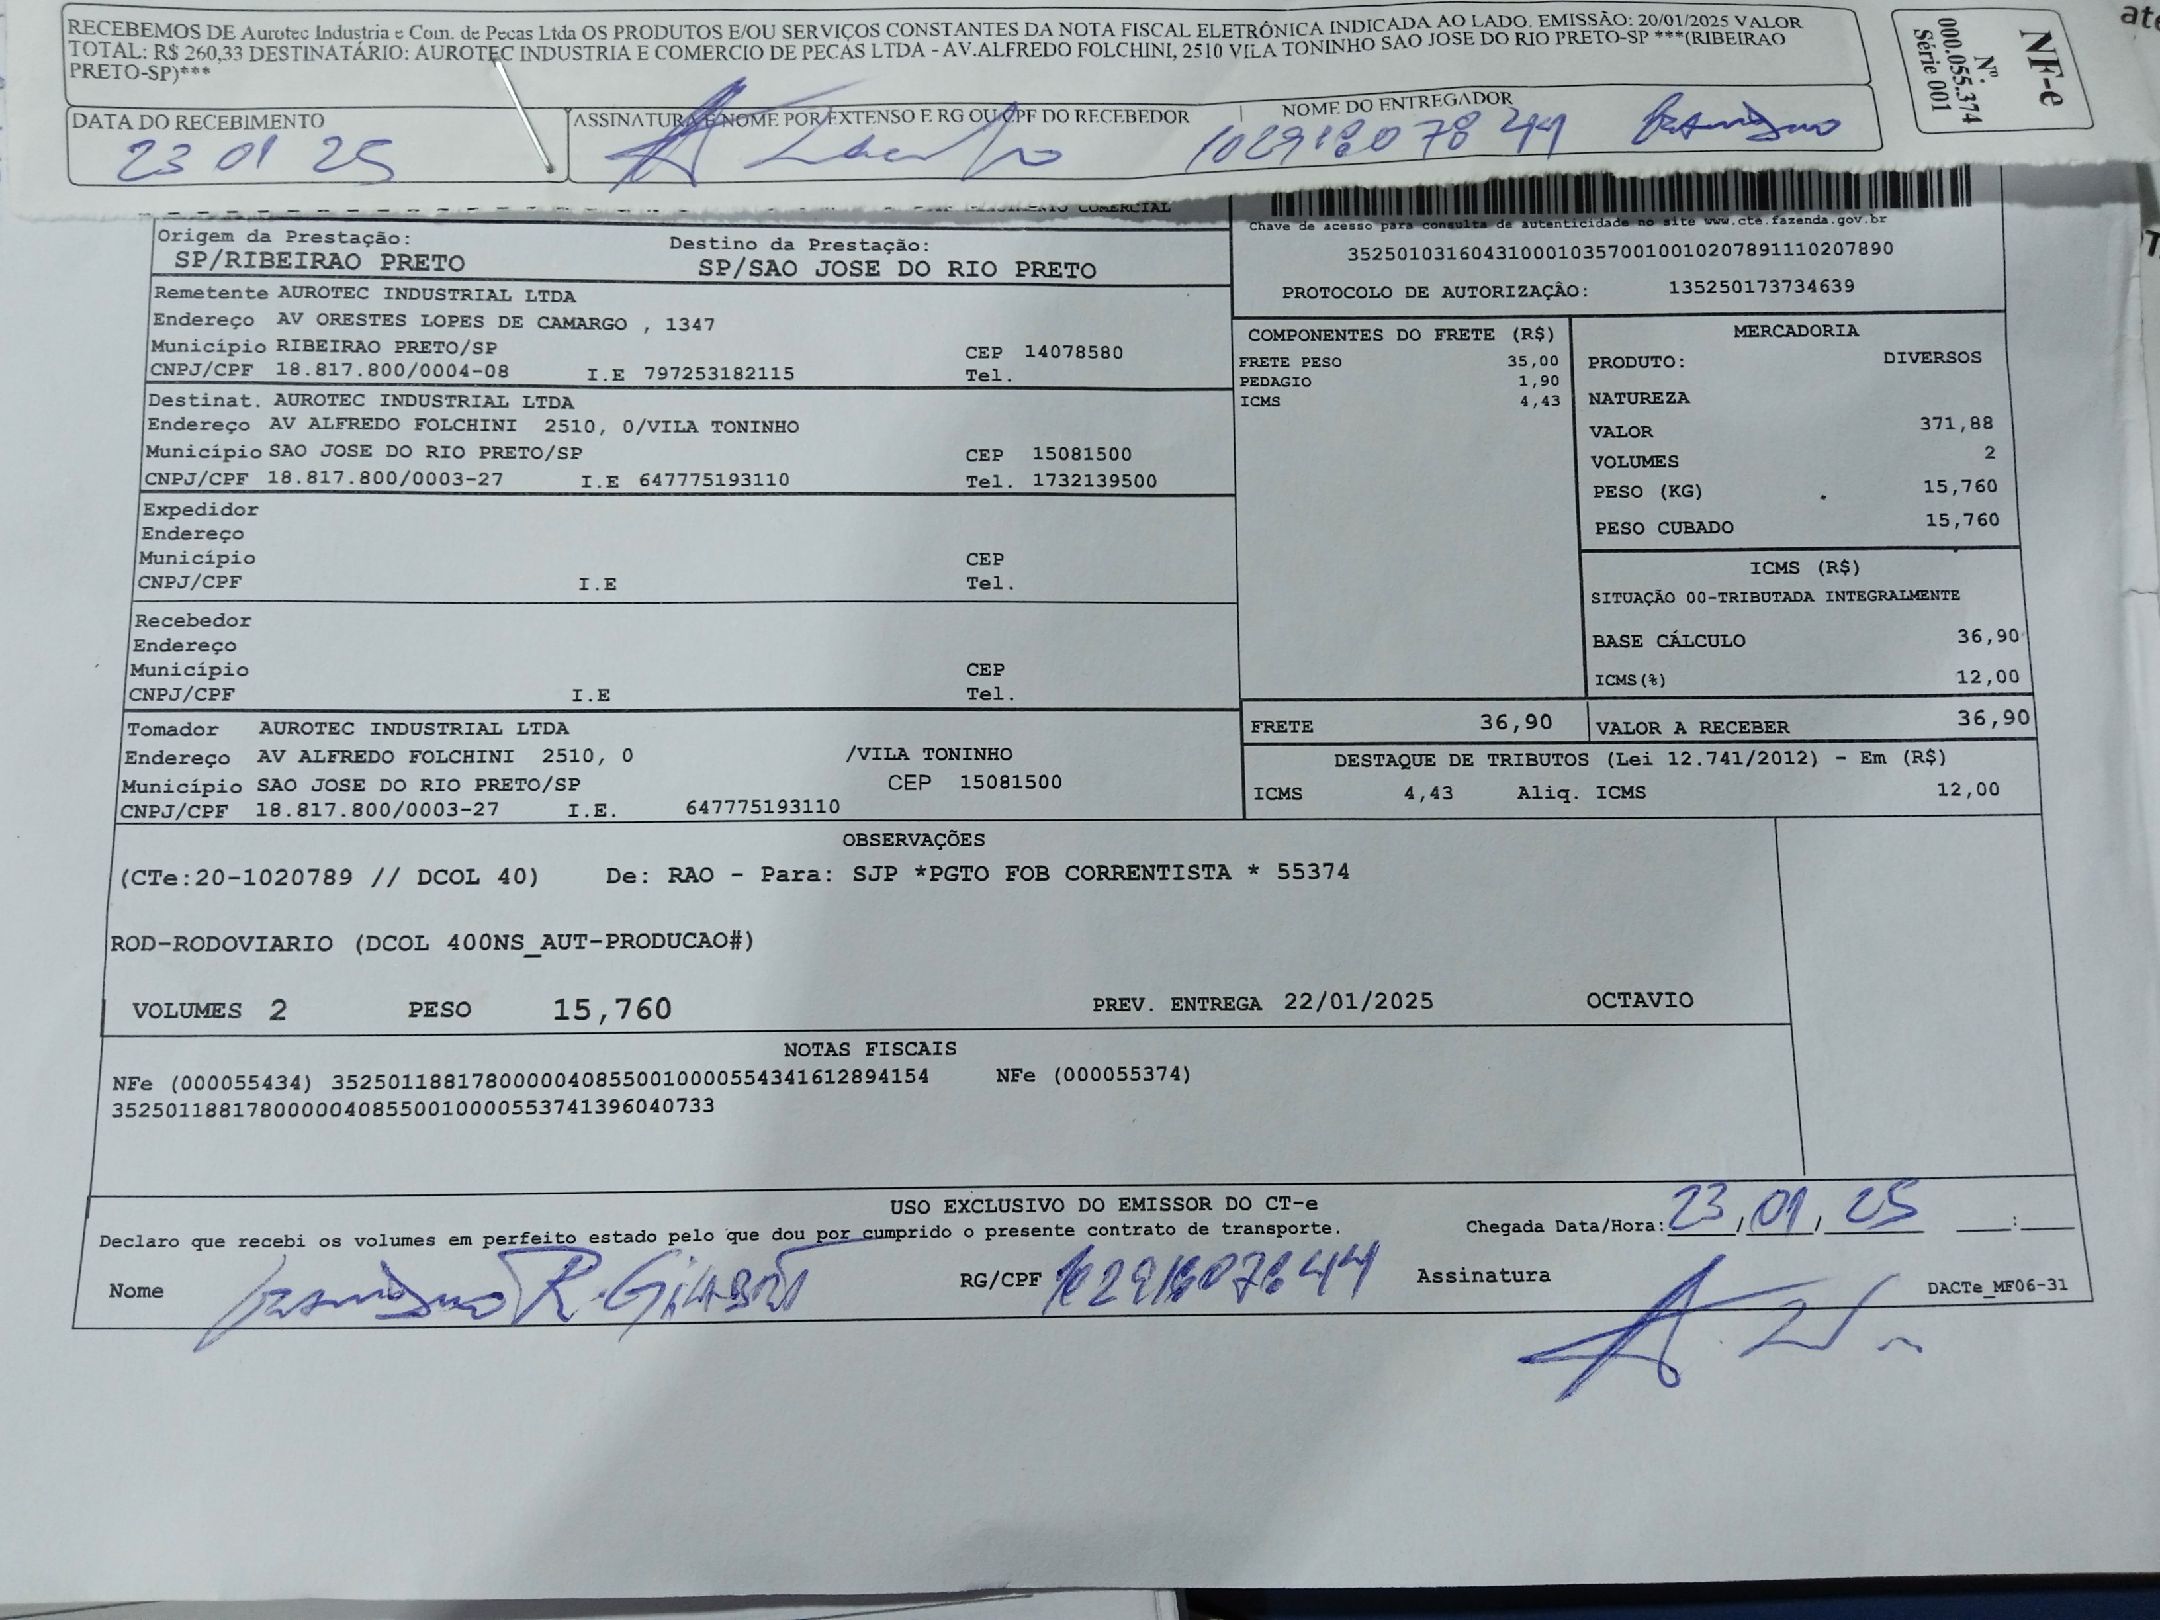 RECEBEMOS DE Aurotec Industria e Com. de Pecas Ltda OS PRODUTOS E/OU SERVIÇOS CONSTANTES DA NOTA FISCAL ELETRÔNICA INDICADA AO LADO. EMISSÃO: 20/01/2025 VALOR
TOTAL: R$ 260,33 DESTINATÁRIO: AUROTEC INDUSTRIA E COMERCIO DE PECAS LTDA - AV.ALFREDO FOLCHINI, 2510 VILA TONINHO SAO JOSE DO RIO PRETO-SP ***(RIBEIRAO
PRETO-SP)***
NF-e
Nº.
000.055.374
Série 001
DATA DO RECEBIMENTO
23 01 25
ASSINATURA E NOME POR EXTENSO E RG OU CPF DO RECEBEDOR
NOME DO ENTREGADOR
Chave de acesso para consulta de autenticidade no site www.cte.fazenda.gov.br
35250103160431000103570010010207891110207890
PROTOCOLO DE AUTORIZAÇÃO: 135250173734639
Origem da Prestação: Destino da Prestação:
SP/RIBEIRAO PRETO SP/SAO JOSE DO RIO PRETO
Remetente AUROTEC INDUSTRIAL LTDA
Endereço AV ORESTES LOPES DE CAMARGO , 1347
Município RIBEIRAO PRETO/SP CEP 14078580
CNPJ/CPF 18.817.800/0004-08 I.E 797253182115 Tel.
Destinat. AUROTEC INDUSTRIAL LTDA
Endereço AV ALFREDO FOLCHINI 2510, 0/VILA TONINHO
Município SAO JOSE DO RIO PRETO/SP CEP 15081500
CNPJ/CPF 18.817.800/0003-27 I.E 647775193110 Tel. 1732139500
Expedidor
Endereço
Município CEP
CNPJ/CPF I.E Tel.
Recebedor
Endereço
Município CEP
CNPJ/CPF I.E Tel.
Tomador AUROTEC INDUSTRIAL LTDA
Endereço AV ALFREDO FOLCHINI 2510, 0 /VILA TONINHO
Município SAO JOSE DO RIO PRETO/SP CEP 15081500
CNPJ/CPF 18.817.800/0003-27 I.E. 647775193110
COMPONENTES DO FRETE (R$)
FRETE PESO 35,00
PEDAGIO 1,90
ICMS 4,43
MERCADORIA
PRODUTO: DIVERSOS
NATUREZA
VALOR 371,88
VOLUMES 2
PESO (KG) 15,760
PESO CUBADO 15,760
ICMS (R$)
SITUAÇÃO 00-TRIBUTADA INTEGRALMENTE
BASE CÁLCULO 36,90
ICMS(%) 12,00
FRETE 36,90 VALOR A RECEBER 36,90
DESTAQUE DE TRIBUTOS (Lei 12.741/2012) - Em (R$)
ICMS 4,43 Aliq. ICMS 12,00
OBSERVAÇÕES
(CTe:20-1020789 // DCOL 40) De: RAO - Para: SJP *PGTO FOB CORRENTISTA * 55374
ROD-RODOVIARIO (DCOL 400NS_AUT-PRODUCAO#)
VOLUMES 2 PESO 15,760 PREV. ENTREGA 22/01/2025 OCTAVIO
NOTAS FISCAIS
NFe (000055434) 35250118817800000408550010000554341612894154 NFe (000055374)
35250118817800000408550010000553741396040733
USO EXCLUSIVO DO EMISSOR DO CT-e
Declaro que recebi os volumes em perfeito estado pelo que dou por cumprido o presente contrato de transporte. Chegada Data/Hora: 23/01/25 ___:___
Nome RG/CPF Assinatura
DACTe_MF06-31